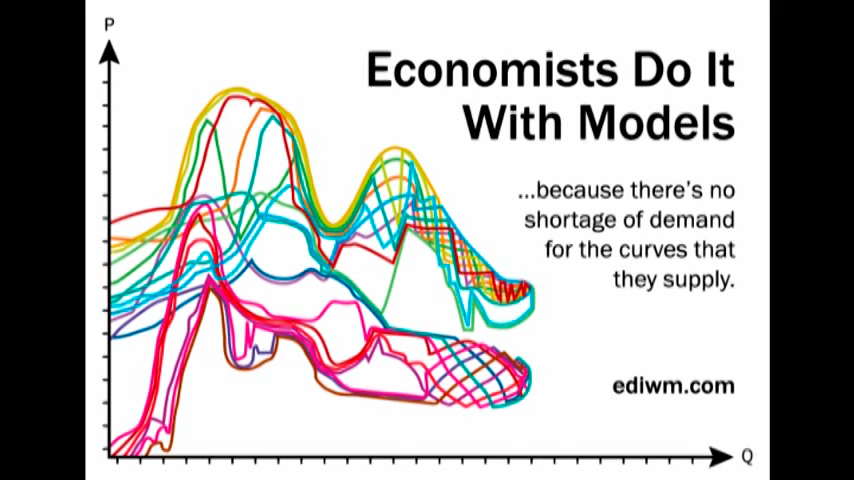 P
Economists Do It
With Models
...because there's no
shortage of demand
for the curves that
they supply.
ediwm.com
Q